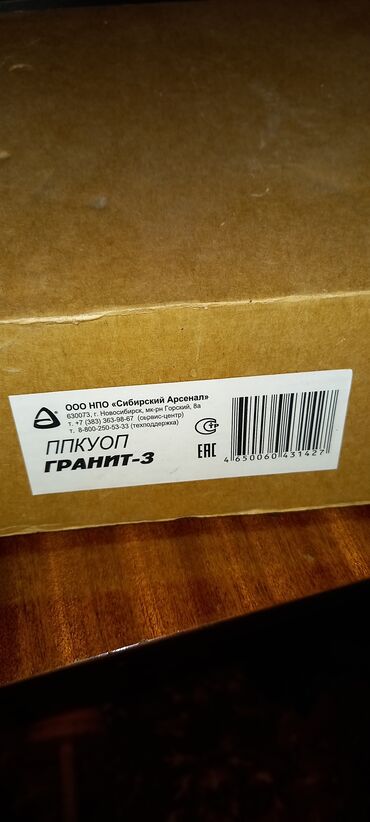 ООО НПО «Сибирский Арсенал»
630073, г. Новосибирск, мк-рн Горский, 8а
т. +7 (383) 363-98-67 (сервис-центр)
т. 8-800-250-53-33 (техподдержка)
ППКУОП
ГРАНИТ-3
ЕАС
4 650060 431427